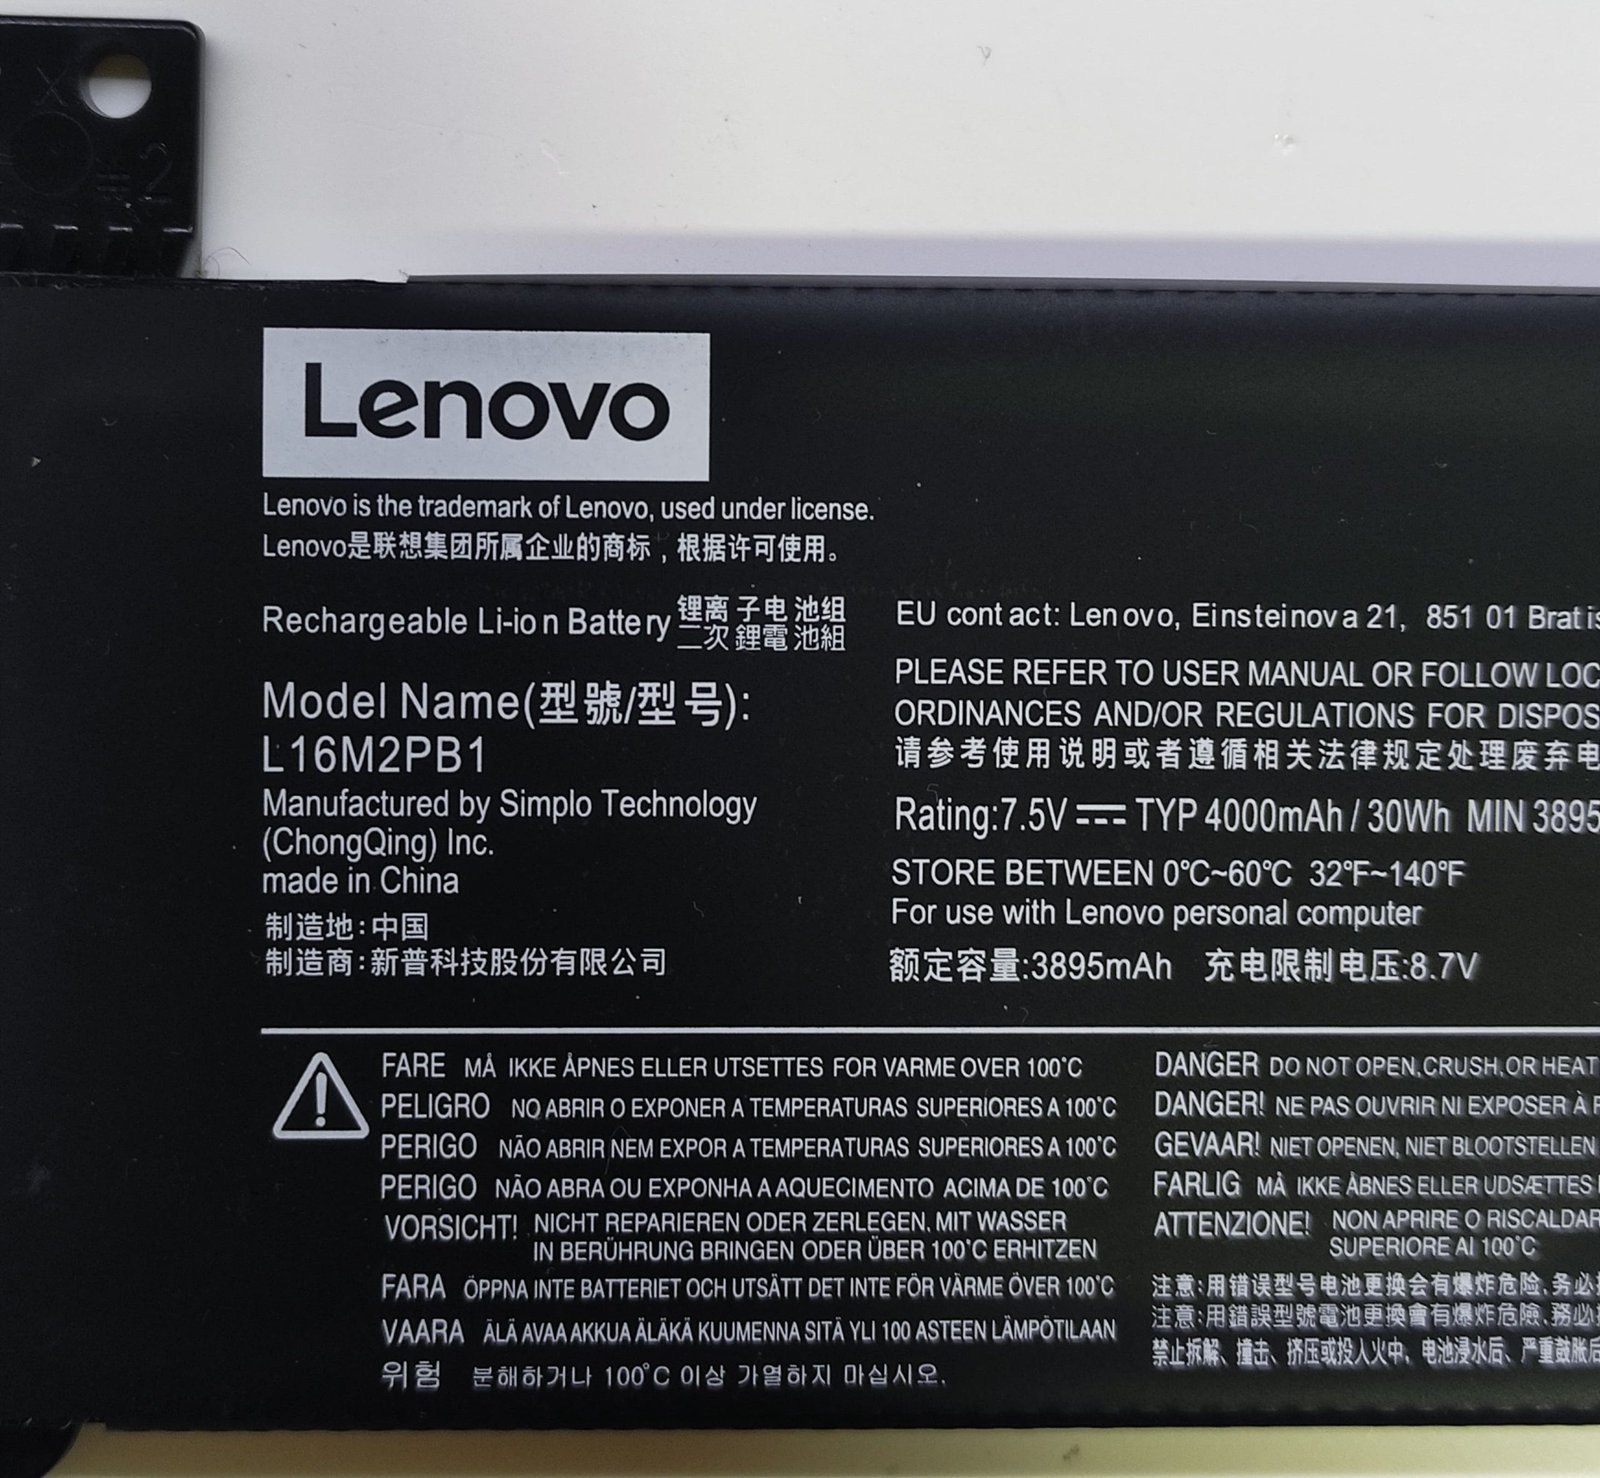 Lenovo
Lenovo is the trademark of Lenovo, used under license.
Lenovo是联想集团所属企业的商标，根据许可使用。
Rechargeable Li-ion Battery 锂离子电池组
二次鋰電池組
Model Name(型號/型号):
L16M2PB1
Manufactured by Simplo Technology
(ChongQing) Inc.
made in China
制造地:中国
制造商:新普科技股份有限公司
EU contact: Lenovo, Einsteinova 21, 851 01 Bratis
PLEASE REFER TO USER MANUAL OR FOLLOW LOC
ORDINANCES AND/OR REGULATIONS FOR DISPOS
请参考使用说明或者遵循相关法律规定处理废弃电
Rating:7.5V⎓TYP 4000mAh / 30Wh MIN 3895
STORE BETWEEN 0℃~60℃ 32℉~140℉
For use with Lenovo personal computer
额定容量:3895mAh 充电限制电压:8.7V
FARE MÅ IKKE ÅPNES ELLER UTSETTES FOR VARME OVER 100°C
PELIGRO NO ABRIR O EXPONER A TEMPERATURAS SUPERIORES A 100°C
PERIGO NÃO ABRIR NEM EXPOR A TEMPERATURAS SUPERIORES A 100°C
PERIGO NÃO ABRA OU EXPONHA A AQUECIMENTO ACIMA DE 100°C
VORSICHT! NICHT REPARIEREN ODER ZERLEGEN, MIT WASSER
IN BERÜHRUNG BRINGEN ODER ÜBER 100°C ERHITZEN
FARA ÖPPNA INTE BATTERIET OCH UTSÄTT DET INTE FÖR VÄRME ÖVER 100°C
VAARA ÄLÄ AVAA AKKUA ÄLÄKÄ KUUMENNA SITÄ YLI 100 ASTEEN LÄMPÖTILAAN
위험 분해하거나 100°C 이상 가열하지 마십시오.
DANGER DO NOT OPEN,CRUSH,OR HEAT
DANGER! NE PAS OUVRIR NI EXPOSER À
GEVAAR! NIET OPENEN, NIET BLOOTSTELLEN
FARLIG MÅ IKKE ÅBNES ELLER UDSÆTTES
ATTENZIONE! NON APRIRE O RISCALDAR
SUPERIORE AI 100°C
注意:用错误型号电池更换会有爆炸危险,务必
注意:用錯誤型號電池更換會有爆炸危險,務必
禁止拆解、撞击、挤压或投入火中, 电池浸水后、严重鼓胀后